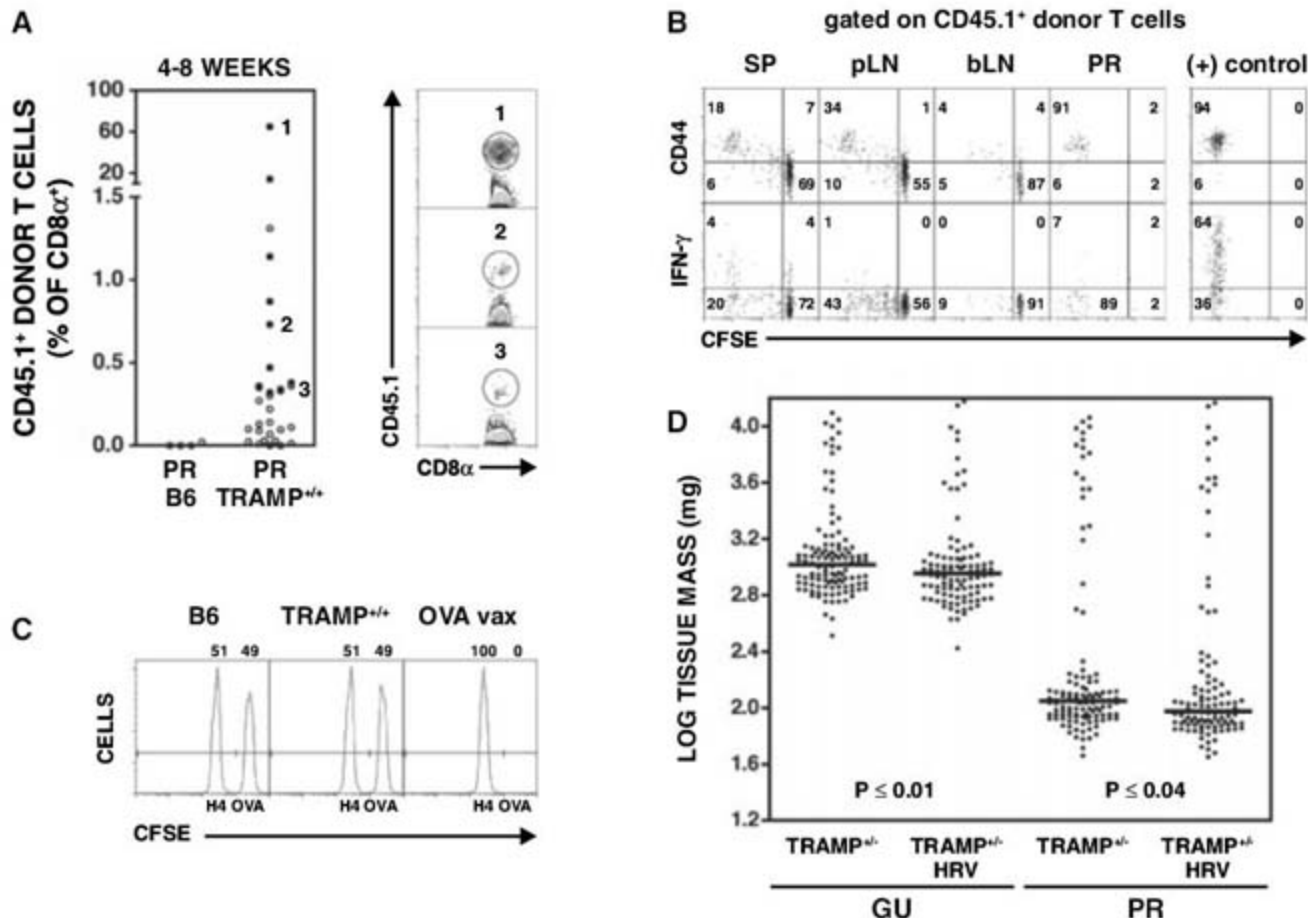 A
4-8 WEEKS
CD45.1⁺ DONOR T CELLS
(% OF CD8α⁺)
100
60
20
1.5
1.0
0.5
0.0
1
2
3
PR
B6
PR
TRAMP⁺/⁺
CD45.1
1
2
3
CD8α
B
gated on CD45.1⁺ donor T cells
SP pLN bLN PR (+) control
CD44
18 7 34 1 4 4 91 2 94 0
6 69 10 55 5 87 6 2 6 0
IFN-γ
4 4 1 0 0 0 7 2 64 0
20 72 43 56 9 91 89 2 36 0
CFSE
C
B6 TRAMP⁺/⁺ OVA vax
51 49 51 49 100 0
CELLS
H4 OVA H4 OVA H4 OVA
CFSE
D
LOG TISSUE MASS (mg)
4.0
3.6
3.2
2.8
2.4
2.0
1.6
1.2
P ≤ 0.01 P ≤ 0.04
TRAMP⁺/⁻ TRAMP⁺/⁻ TRAMP⁺/⁻ TRAMP⁺/⁻
HRV HRV
GU PR